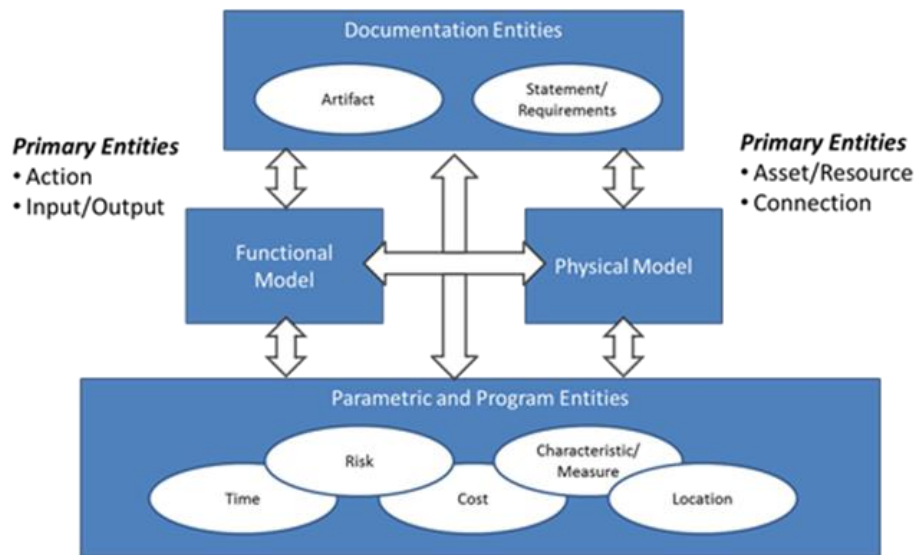 Documentation Entities
Artifact
Statement/
Requirements
Primary Entities
• Action
• Input/Output
Primary Entities
• Asset/Resource
• Connection
Functional
Model
Physical Model
Parametric and Program Entities
Risk
Characteristic/
Measure
Time
Cost
Location